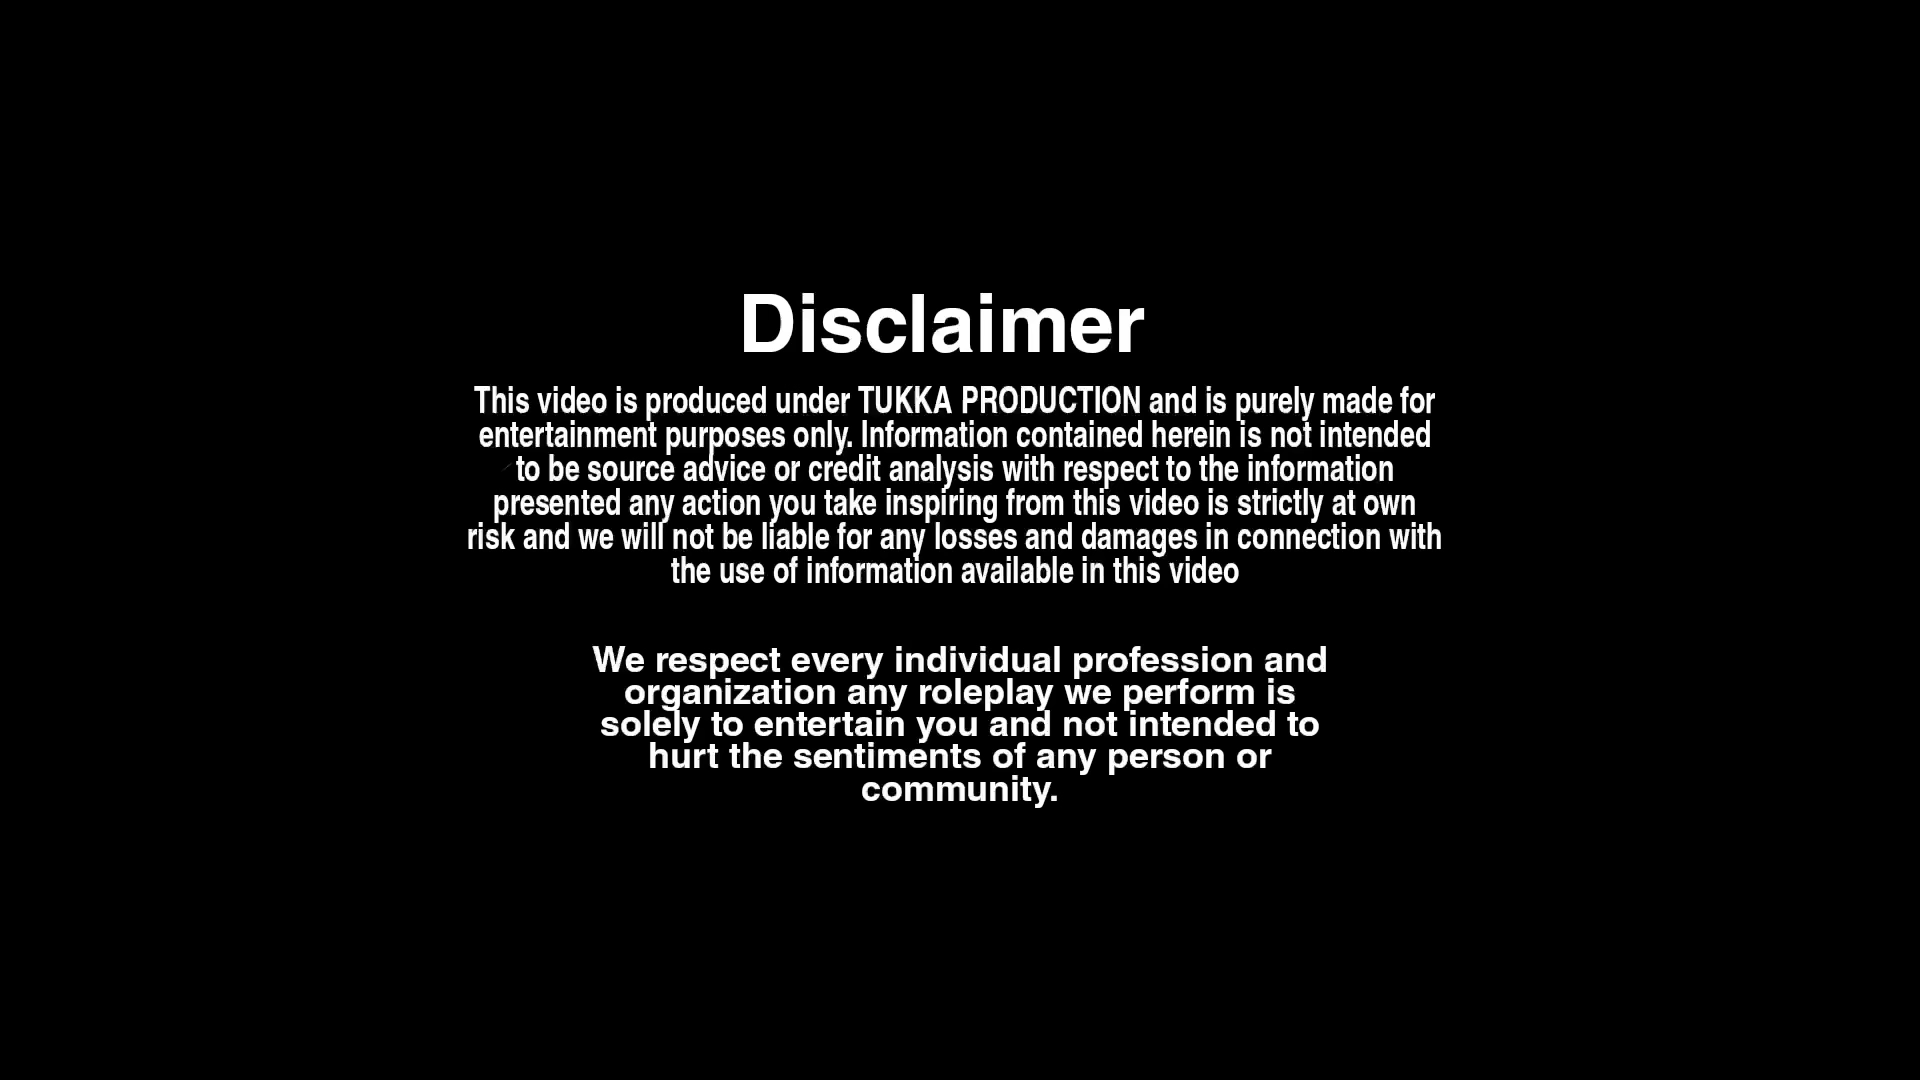 Disclaimer
This video is produced under TUKKA PRODUCTION and is purely made for
entertainment purposes only. Information contained herein is not intended
to be source advice or credit analysis with respect to the information
presented any action you take inspiring from this video is strictly at own
risk and we will not be liable for any losses and damages in connection with
the use of information available in this video
We respect every individual profession and
organization any roleplay we perform is
solely to entertain you and not intended to
hurt the sentiments of any person or
community.